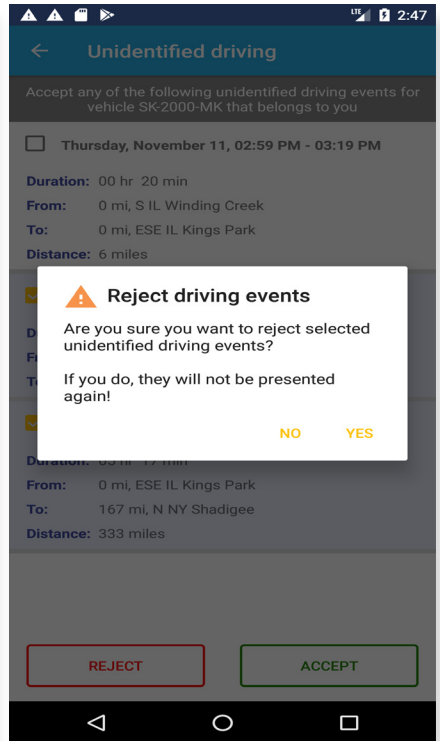 LTE 2:47
Unidentified driving
Accept any of the following unidentified driving events for
vehicle SK-2000-MK that belongs to you
Thursday, November 11, 02:59 PM - 03:19 PM
Duration: 00 hr 20 min
From: 0 mi, S IL Winding Creek
To: 0 mi, ESE IL Kings Park
Distance: 6 miles
Reject driving events
Are you sure you want to reject selected
unidentified driving events?
If you do, they will not be presented
again!
NO YES
Duration:
From: 0 mi, ESE IL Kings Park
To: 167 mi, N NY Shadigee
Distance: 333 miles
REJECT ACCEPT